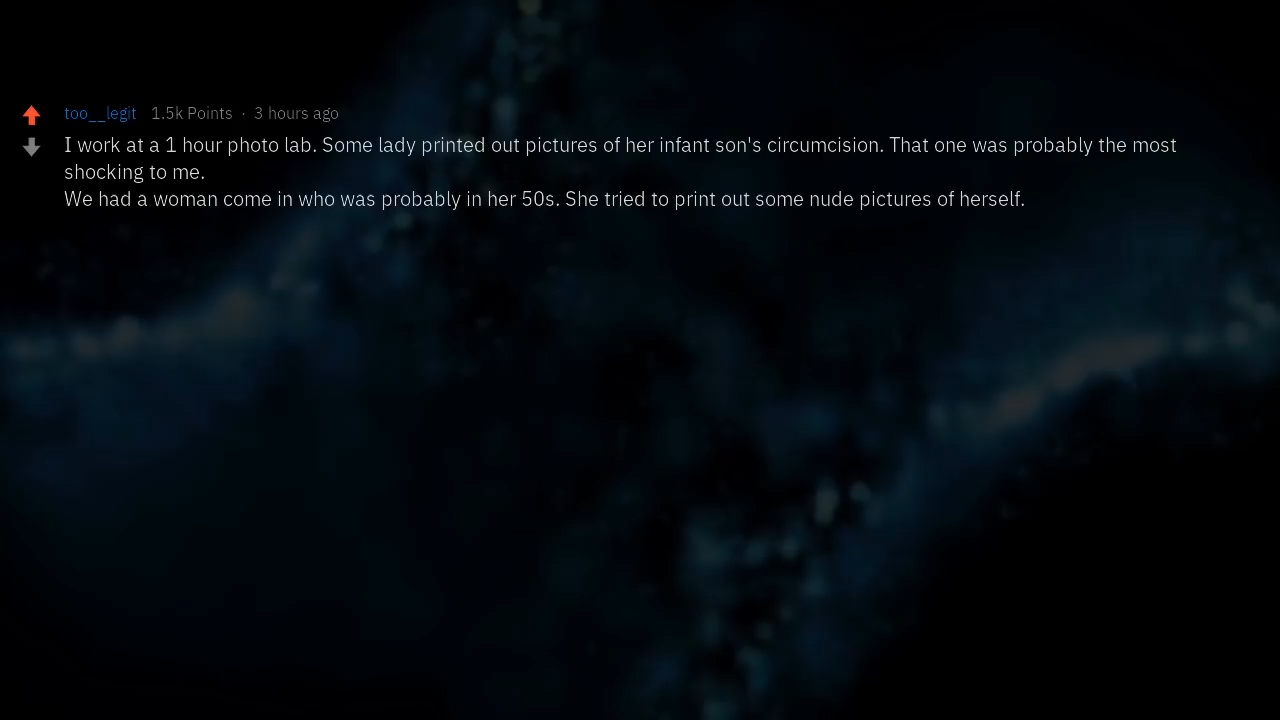 too__legit 1.5k Points · 3 hours ago
I work at a 1 hour photo lab. Some lady printed out pictures of her infant son's circumcision. That one was probably the most
shocking to me.
We had a woman come in who was probably in her 50s. She tried to print out some nude pictures of herself.